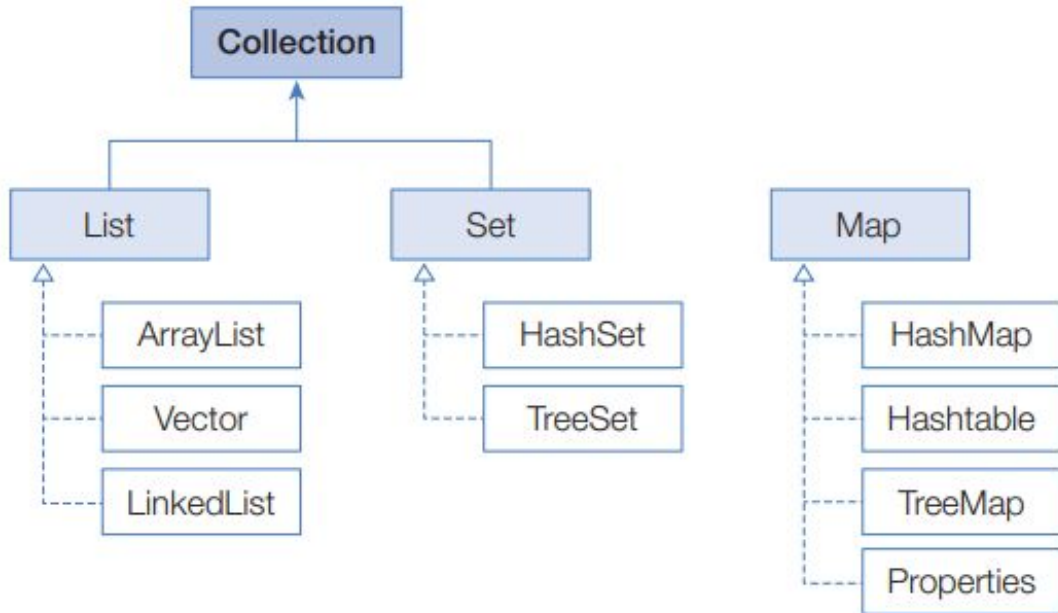 Collection
List
Set
Map
ArrayList
HashSet
HashMap
Vector
TreeSet
Hashtable
LinkedList
TreeMap
Properties